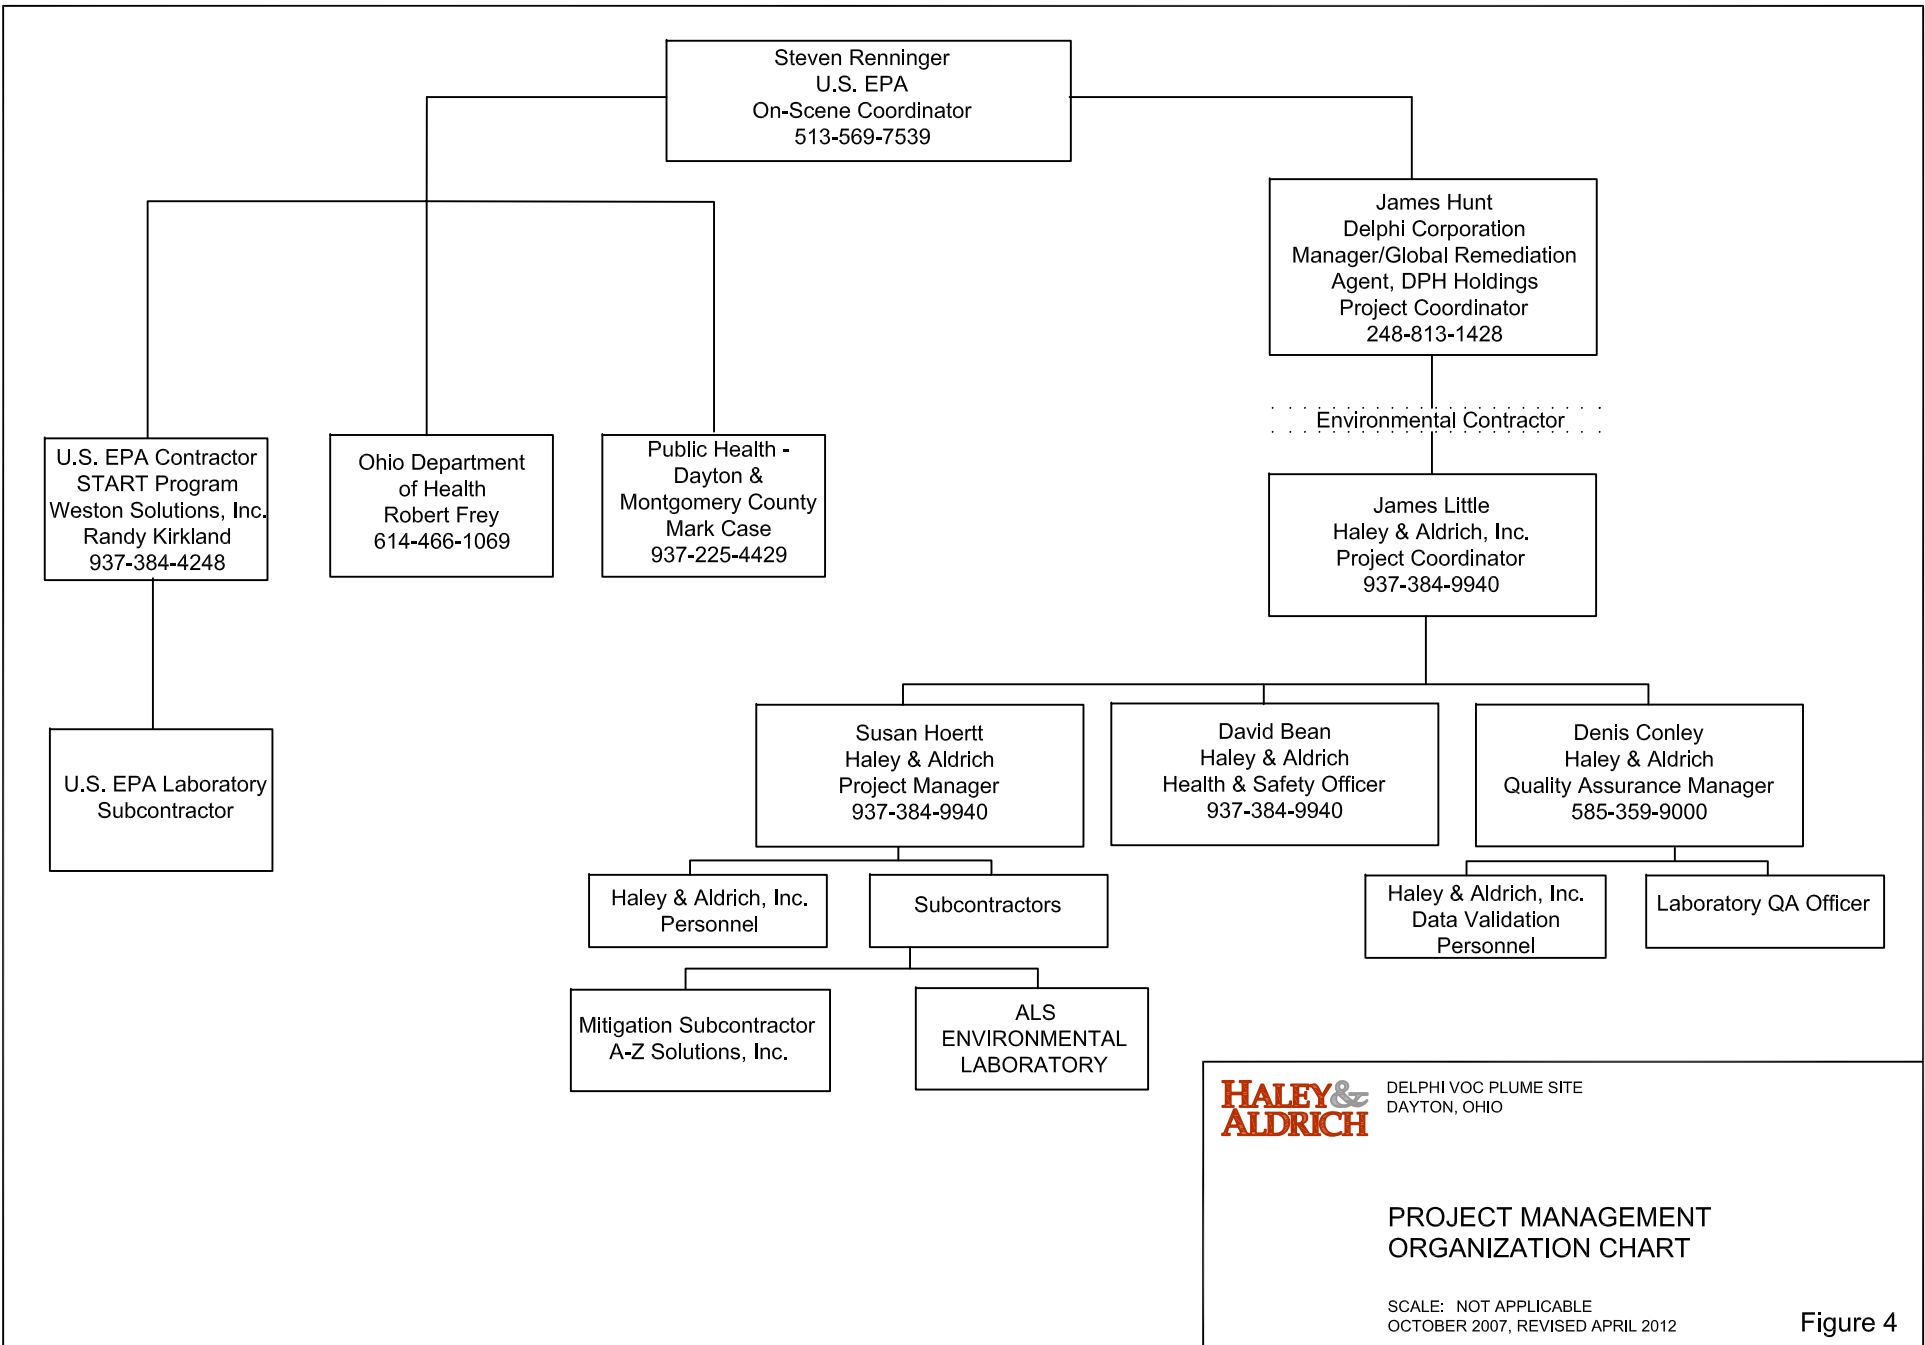 Steven Renninger
U.S. EPA
On-Scene Coordinator
513-569-7539
James Hunt
Delphi Corporation
Manager/Global Remediation
Agent, DPH Holdings
Project Coordinator
248-813-1428
Environmental Contractor
U.S. EPA Contractor
START Program
Weston Solutions, Inc.
Randy Kirkland
937-384-4248
Ohio Department
of Health
Robert Frey
614-466-1069
Public Health -
Dayton &
Montgomery County
Mark Case
937-225-4429
James Little
Haley & Aldrich, Inc.
Project Coordinator
937-384-9940
U.S. EPA Laboratory
Subcontractor
Susan Hoertt
Haley & Aldrich
Project Manager
937-384-9940
David Bean
Haley & Aldrich
Health & Safety Officer
937-384-9940
Denis Conley
Haley & Aldrich
Quality Assurance Manager
585-359-9000
Haley & Aldrich, Inc.
Personnel
Subcontractors
Haley & Aldrich, Inc.
Data Validation
Personnel
Laboratory QA Officer
Mitigation Subcontractor
A-Z Solutions, Inc.
ALS
ENVIRONMENTAL
LABORATORY
HALEY&
ALDRICH
DELPHI VOC PLUME SITE
DAYTON, OHIO
PROJECT MANAGEMENT
ORGANIZATION CHART
SCALE: NOT APPLICABLE
OCTOBER 2007, REVISED APRIL 2012
Figure 4